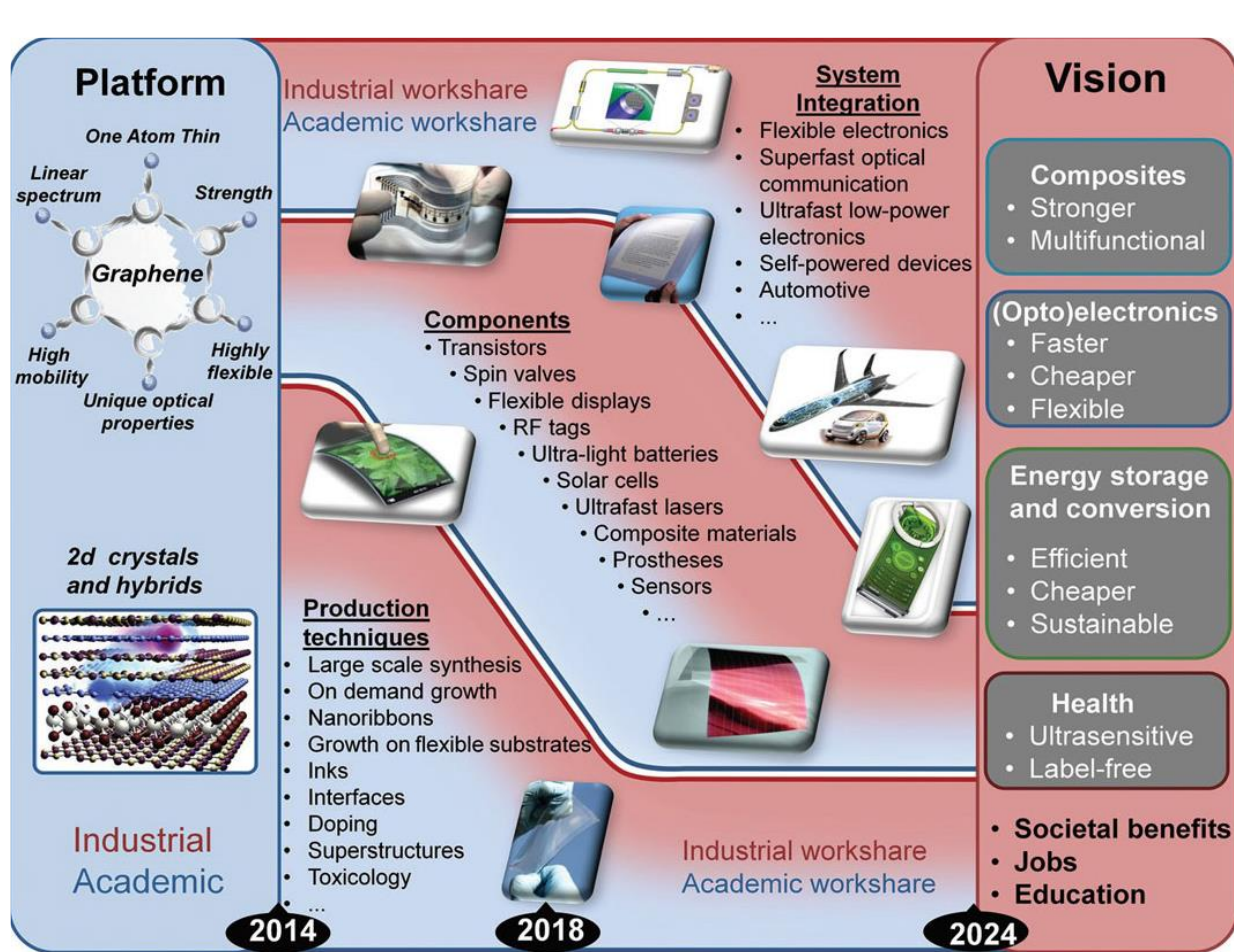 Platform
One Atom Thin
Linear
spectrum
Strength
Graphene
High
mobility
Highly
flexible
Unique optical
properties
2d crystals
and hybrids
Industrial
Academic
Industrial workshare
Academic workshare
System
Integration
• Flexible electronics
• Superfast optical
communication
• Ultrafast low-power
electronics
• Self-powered devices
• Automotive
• ...
Components
• Transistors
• Spin valves
• Flexible displays
• RF tags
• Ultra-light batteries
• Solar cells
• Ultrafast lasers
• Composite materials
• Prostheses
• Sensors
• ...
Production
techniques
• Large scale synthesis
• On demand growth
• Nanoribbons
• Growth on flexible substrates
• Inks
• Interfaces
• Doping
• Superstructures
• Toxicology
• ...
Industrial workshare
Academic workshare
Vision
Composites
• Stronger
• Multifunctional
(Opto)electronics
• Faster
• Cheaper
• Flexible
Energy storage
and conversion
• Efficient
• Cheaper
• Sustainable
Health
• Ultrasensitive
• Label-free
• Societal benefits
• Jobs
• Education
2014
2018
2024